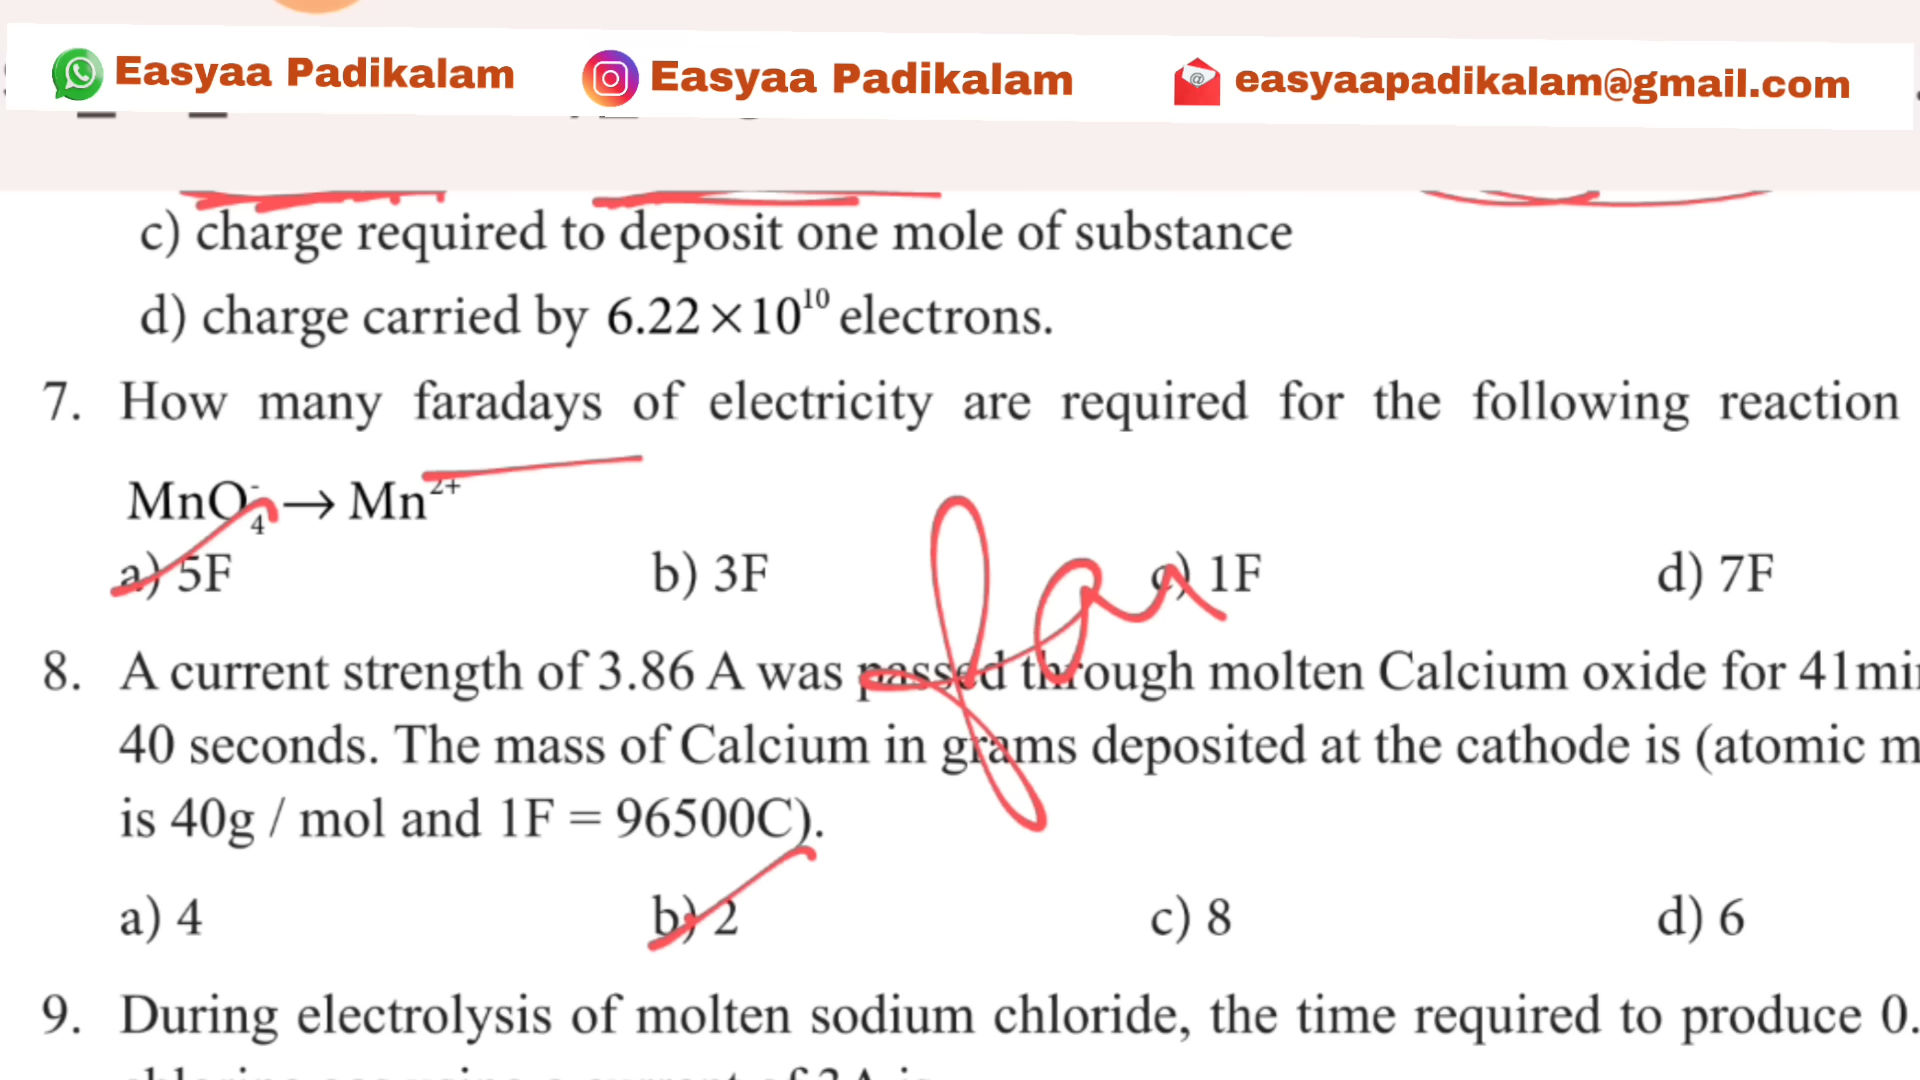 Easyaa Padikalam Easyaa Padikalam easyaapadikalam@gmail.com
c) charge required to deposit one mole of substance
d) charge carried by 6.22×10¹⁰ electrons.
7. How many faradays of electricity are required for the following reaction
MnO₄⁻ → Mn²⁺
a) 5F b) 3F c) 1F d) 7F
8. A current strength of 3.86 A was passed through molten Calcium oxide for 41
40 seconds. The mass of Calcium in grams deposited at the cathode is (atomic
is 40g / mol and 1F = 96500C).
a) 4 b) 2 c) 8 d) 6
9. During electrolysis of molten sodium chloride, the time required to produce 0.